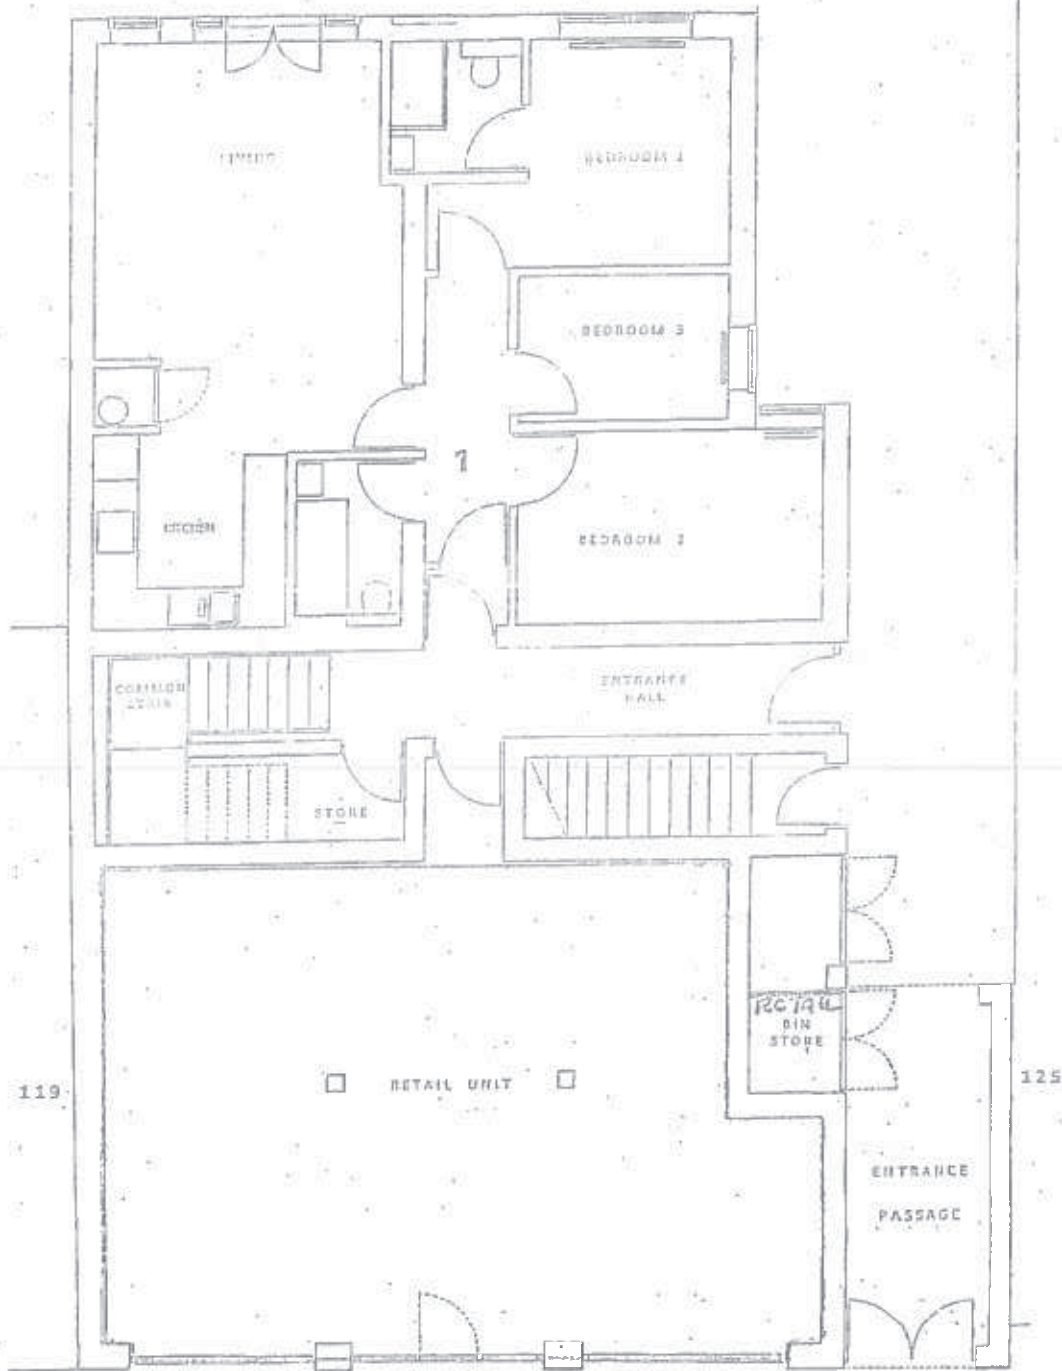 LIVING
BEDROOM 1
BEDROOM 3
1
KITCHEN
BEDROOM 2
COMMON
STAIR
ENTRANCE
HALL
STORE
RETAIL
BIN
STORE
119
RETAIL UNIT
125
ENTRANCE
PASSAGE